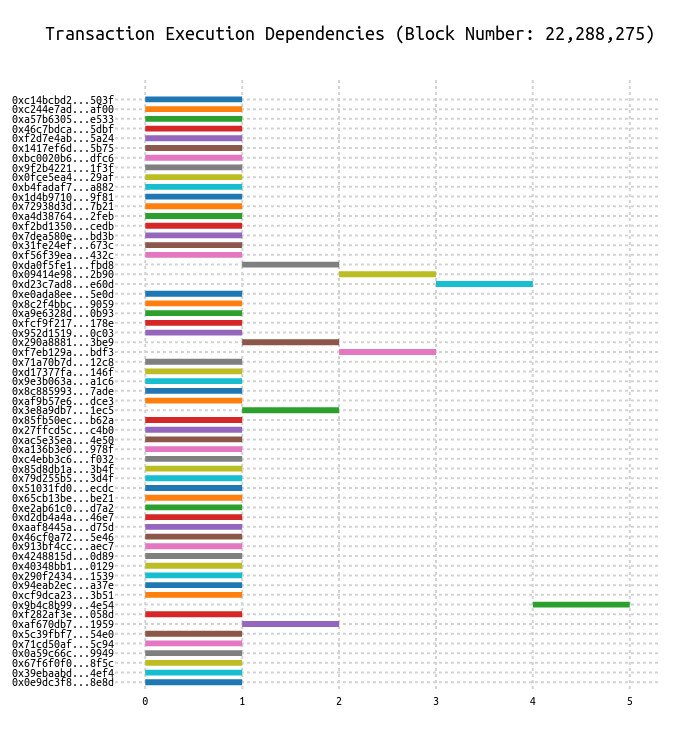 Transaction Execution Dependencies (Block Number: 22,288,275)
0xc14bcbd2...503f
0xc244e7ad...af00
0xa57b6305...e533
0x46c7bdca...5dbf
0xf2d7e4ab...5a24
0x1417ef6d...5b75
0xbc0020b6...dfc6
0x9f2b4221...1f3f
0x0fce5ea4...29af
0xb4fadaf7...a882
0x1d4b9710...9f81
0x72938d3d...7b21
0xa4d38764...2feb
0xf2bd1350...cedb
0x7dea580e...bd3b
0x31fe24ef...673c
0xf56f39ea...432c
0xda0f5fe1...fbd8
0x09414e98...2b90
0xd23c7ad8...e60d
0xe0ada8ee...5e0d
0x8c2f4bbc...9059
0xa9e6328d...0b93
0xfcf9f217...178e
0x952d1519...0c03
0x290a8881...3be9
0xf7eb129a...bdf3
0x71a70b7d...12c8
0xd17377fa...146f
0x9e3b063a...a1c6
0x8c885993...7ade
0xaf9b57e6...dce3
0x3e8a9db7...1ec5
0x85fb50ec...b62a
0x27ffcd5c...c4b0
0xac5e35ea...4e50
0xa136b3e0...978f
0xc4ebb3c6...f032
0x85d8db1a...3b4f
0x79d255b5...3d4f
0x51031fd0...ecdc
0x65cb13be...be21
0xe2ab61c0...d7a2
0xd2db4a4a...46e7
0xaaf8445a...d75d
0x46cf0a72...5e46
0x913bf4cc...aec7
0x4248815d...0d89
0x40348bb1...0129
0x290f2434...1539
0x94eab2ec...a37e
0xcf9dca23...3b51
0x9b4c8b99...4e54
0xf282af3e...058d
0xaf670db7...1959
0x5c39fbf7...54e0
0x71cd50af...5c94
0x0a59c66c...9949
0x67f6f0f0...8f5c
0x39ebaabd...4ef4
0x0e9dc3f8...8e8d
0 1 2 3 4 5